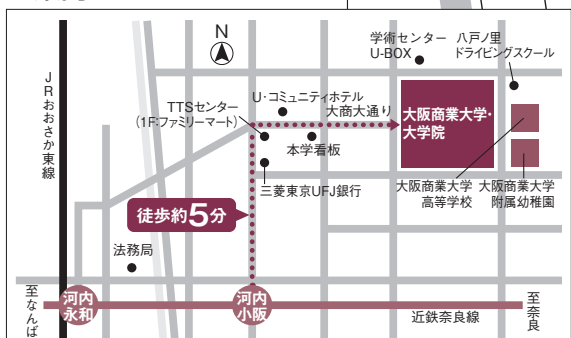 N
学術センター
U-BOX
八戸ノ里
ドライビングスクール
JRおおさか東線
U・コミュニティホテル
TTSセンター
(1F:ファミリーマート)
大商大通り
大阪商業大学・
大学院
本学看板
三菱東京UFJ銀行
大阪商業大学
高等学校
大阪商業大学
附属幼稚園
徒歩約5分
法務局
至なんば
河内
永和
河内
小阪
近鉄奈良線
至奈良